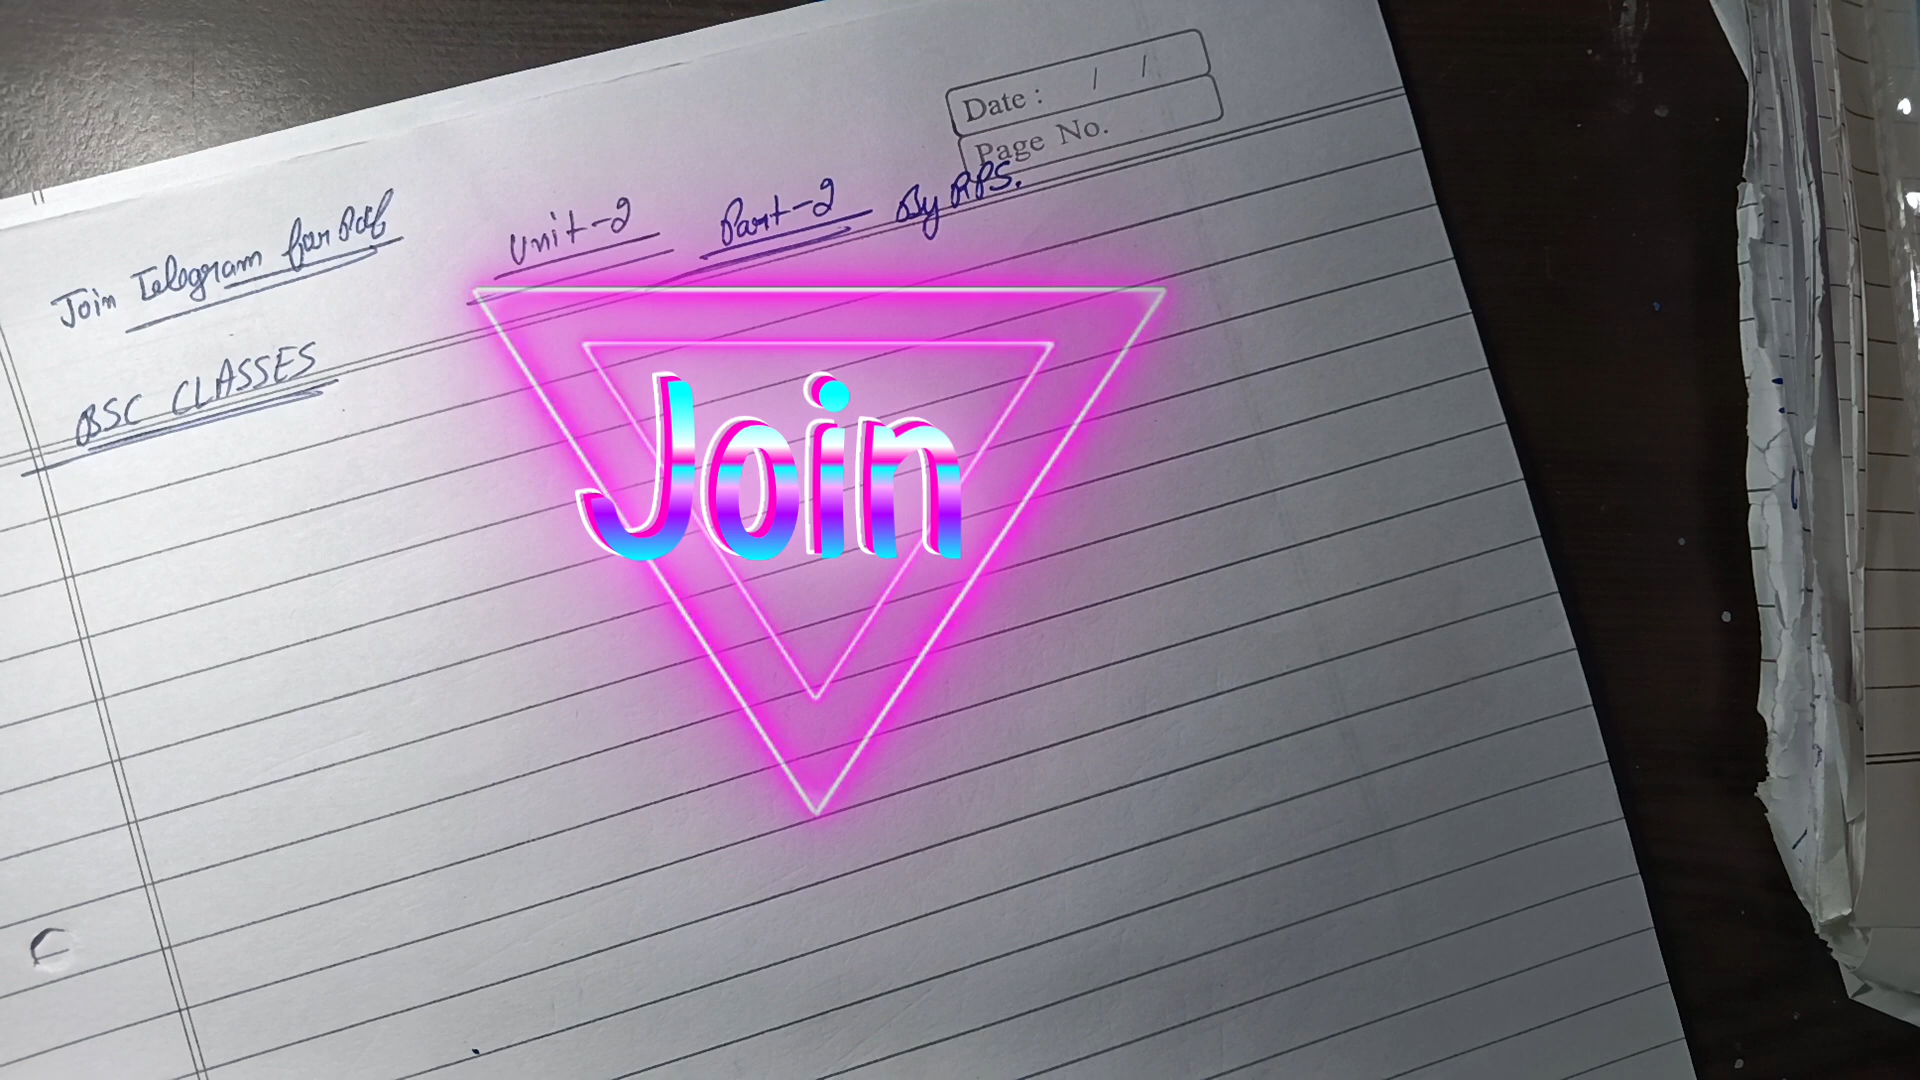 Date : / /
Page No.
Join Telegram for Pdf Unit-2 Part-2 By RPS.
BSC CLASSES
Join